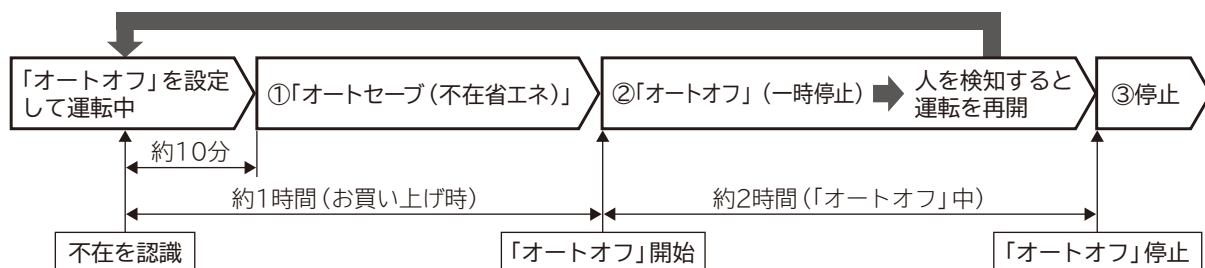 「オートオフ」を設定
して運転中
①「オートセーブ(不在省エネ)」
②「オートオフ」(一時停止)
人を検知すると
運転を再開
③停止
約10分
約1時間(お買い上げ時)
約2時間(「オートオフ」中)
不在を認識
「オートオフ」開始
「オートオフ」停止